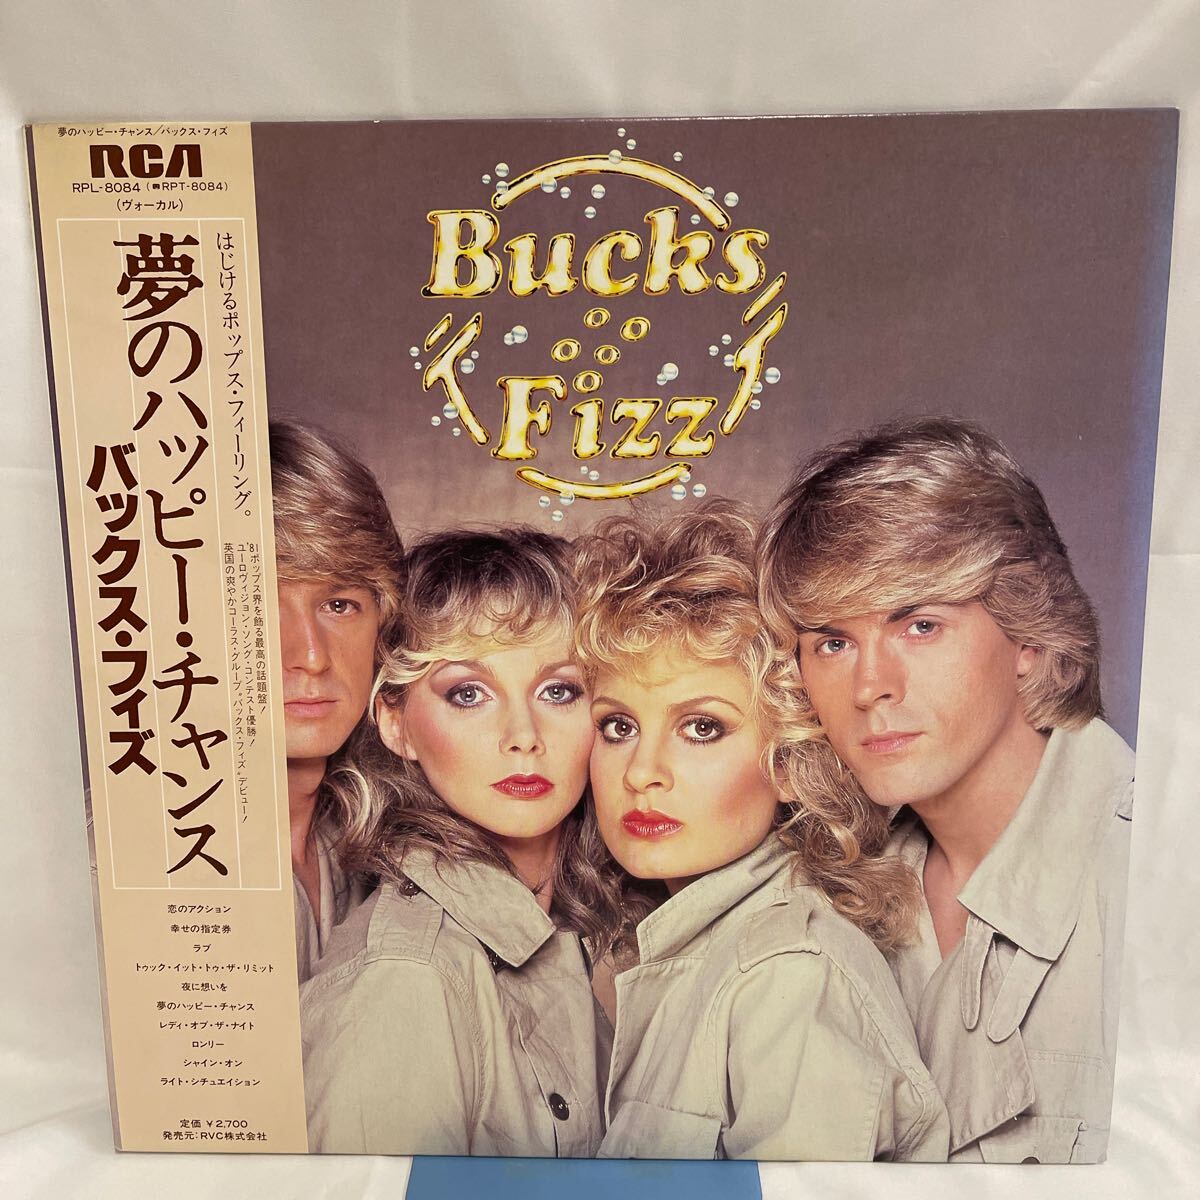 夢のハッピー・チャンス/バックス・フィズ
RCA
RPL-8084 (RPT-8084)
(ヴォーカル)
はじけるポップス・フィーリング。
夢のハッピー・チャンス
バックス・フィズ
'81ポップス界を飾る最高の話題盤!
ユーロヴィジョン・ソング・コンテスト優勝!
英国の爽やかコーラス・グループ"バックス・フィズ"デビュー!
恋のアクション
幸せの指定券
ラブ
トゥック・イット・トゥ・ザ・リミット
夜に想いを
夢のハッピー・チャンス
レディ・オブ・ザ・ナイト
ロンリー
シャイン・オン
ライト・シチュエイション
定価 ¥2,700
発売元:RVC株式会社
Bucks
Fizz